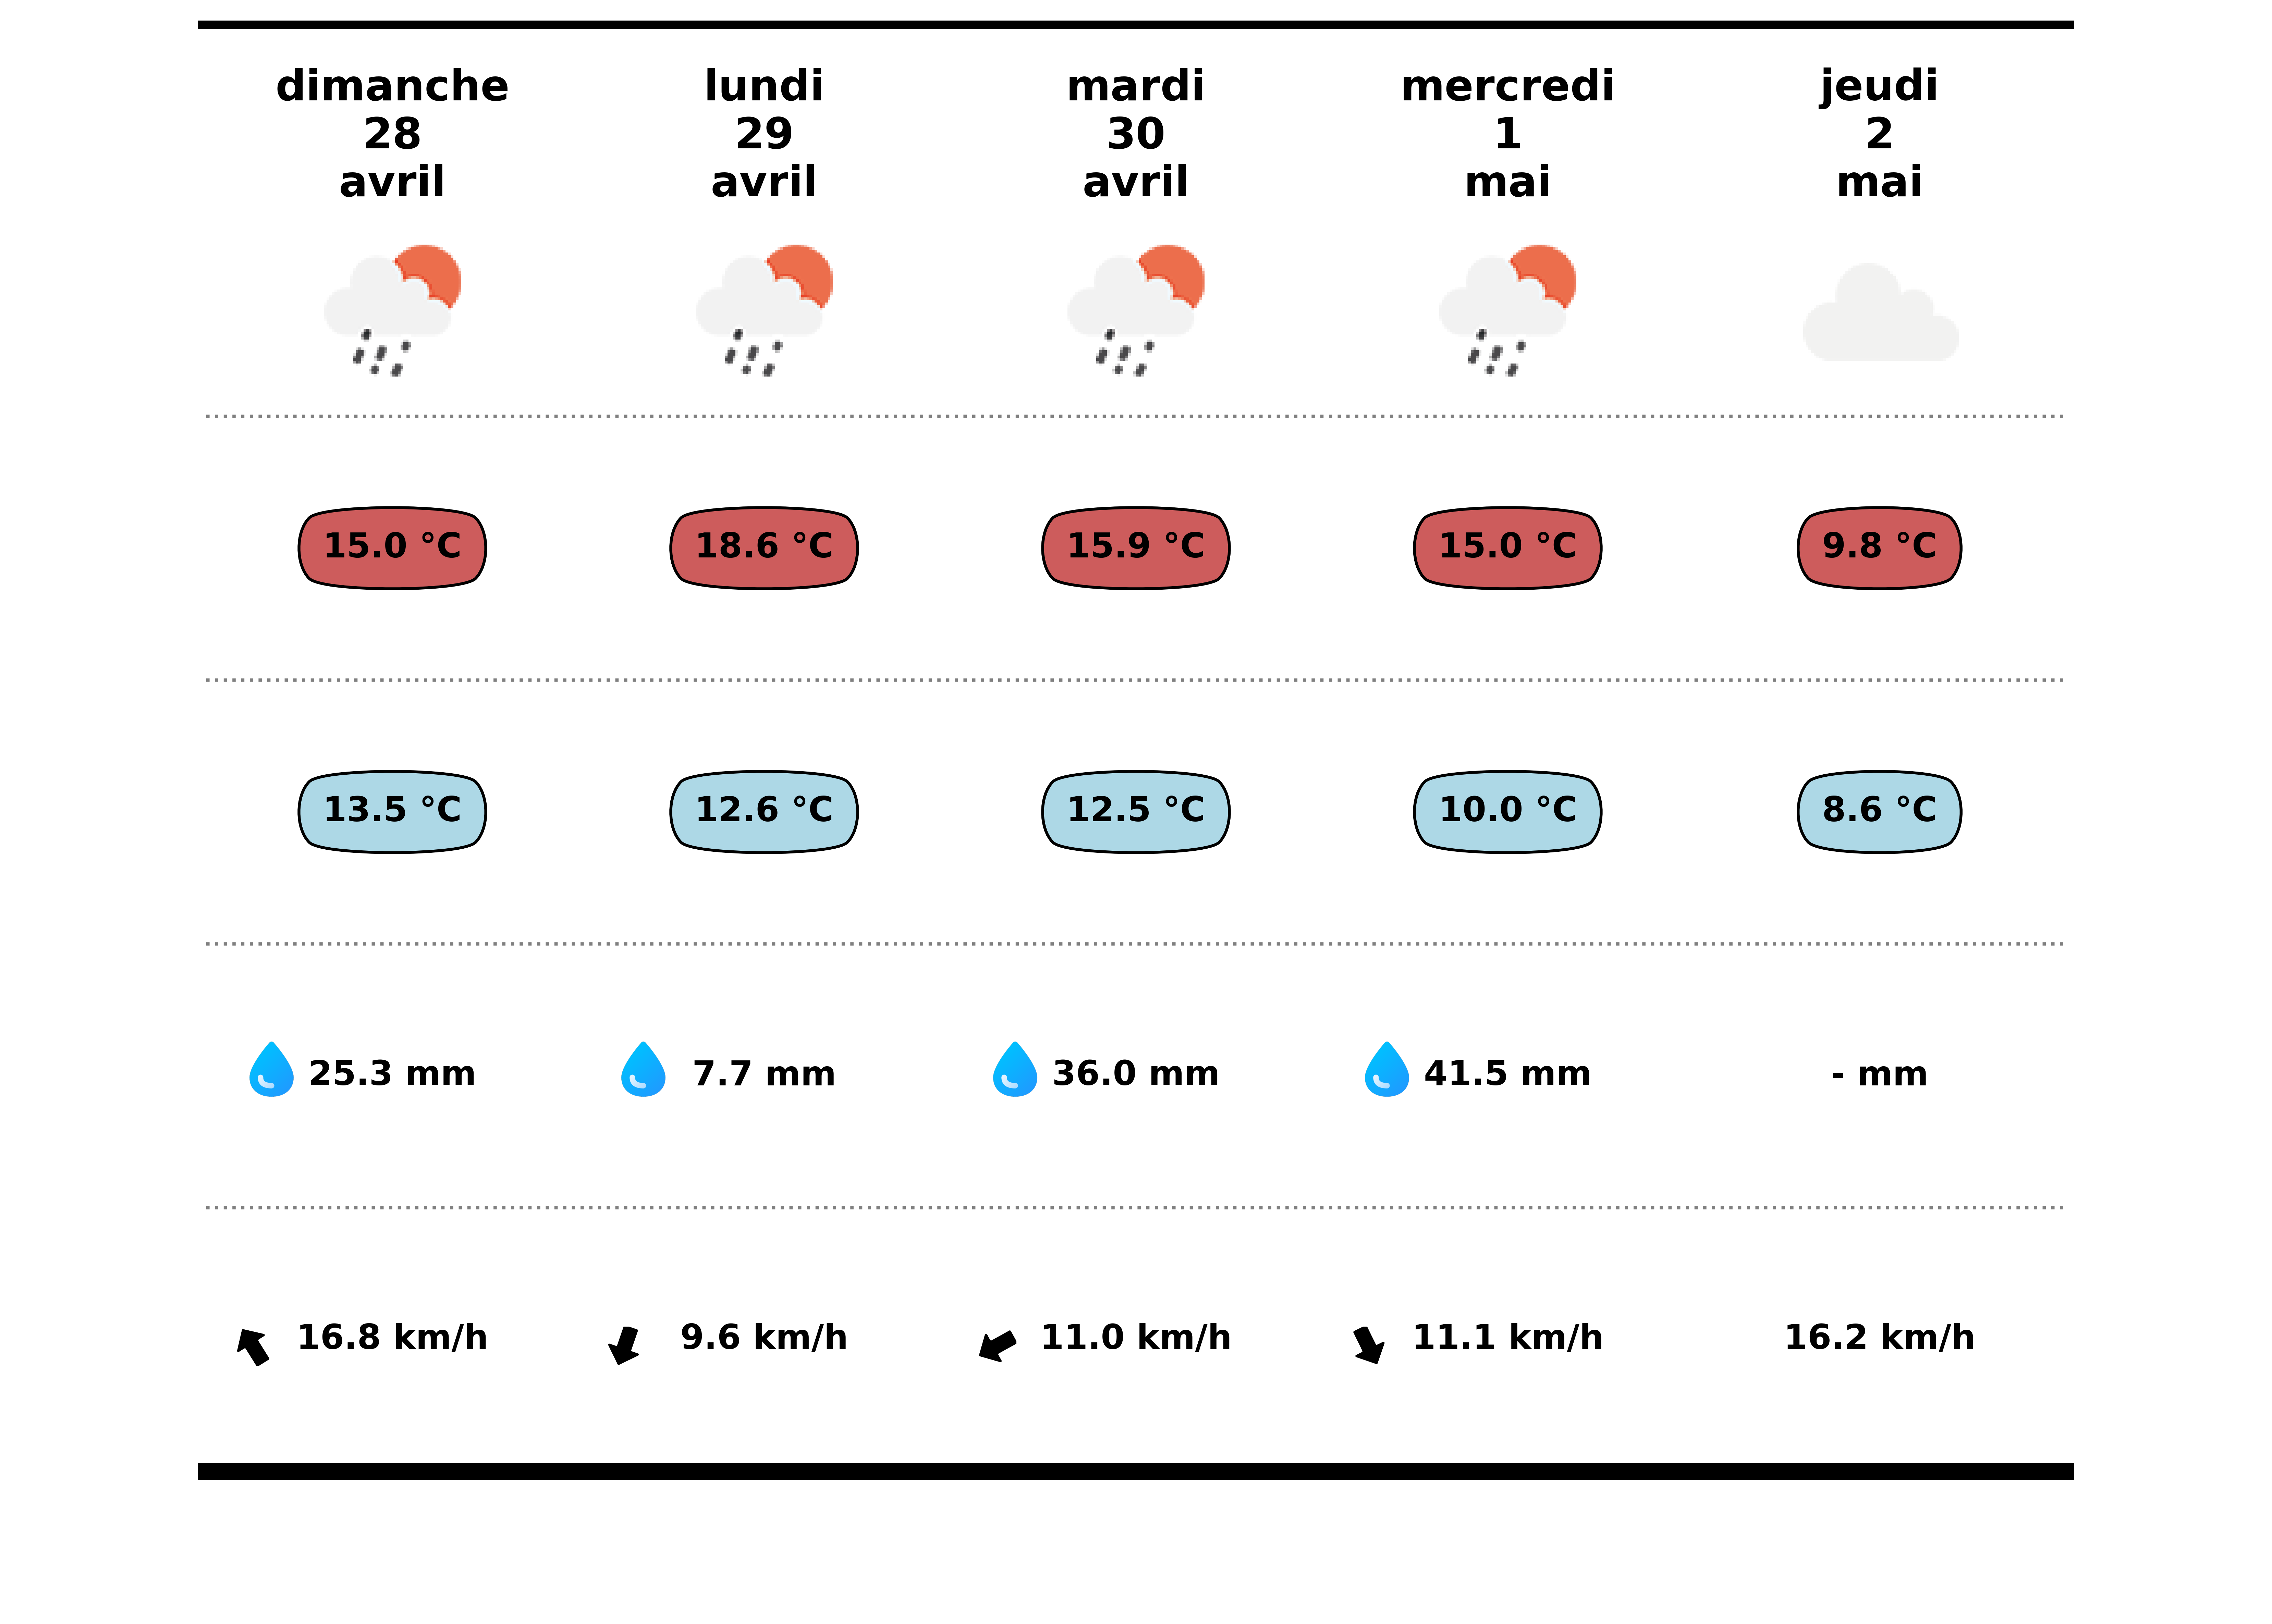 dimanche
28
avril
lundi
29
avril
mardi
30
avril
mercredi
1
mai
jeudi
2
mai
15.0 °C
18.6 °C
15.9 °C
15.0 °C
9.8 °C
13.5 °C
12.6 °C
12.5 °C
10.0 °C
8.6 °C
25.3 mm
7.7 mm
36.0 mm
41.5 mm
- mm
16.8 km/h
9.6 km/h
11.0 km/h
11.1 km/h
16.2 km/h